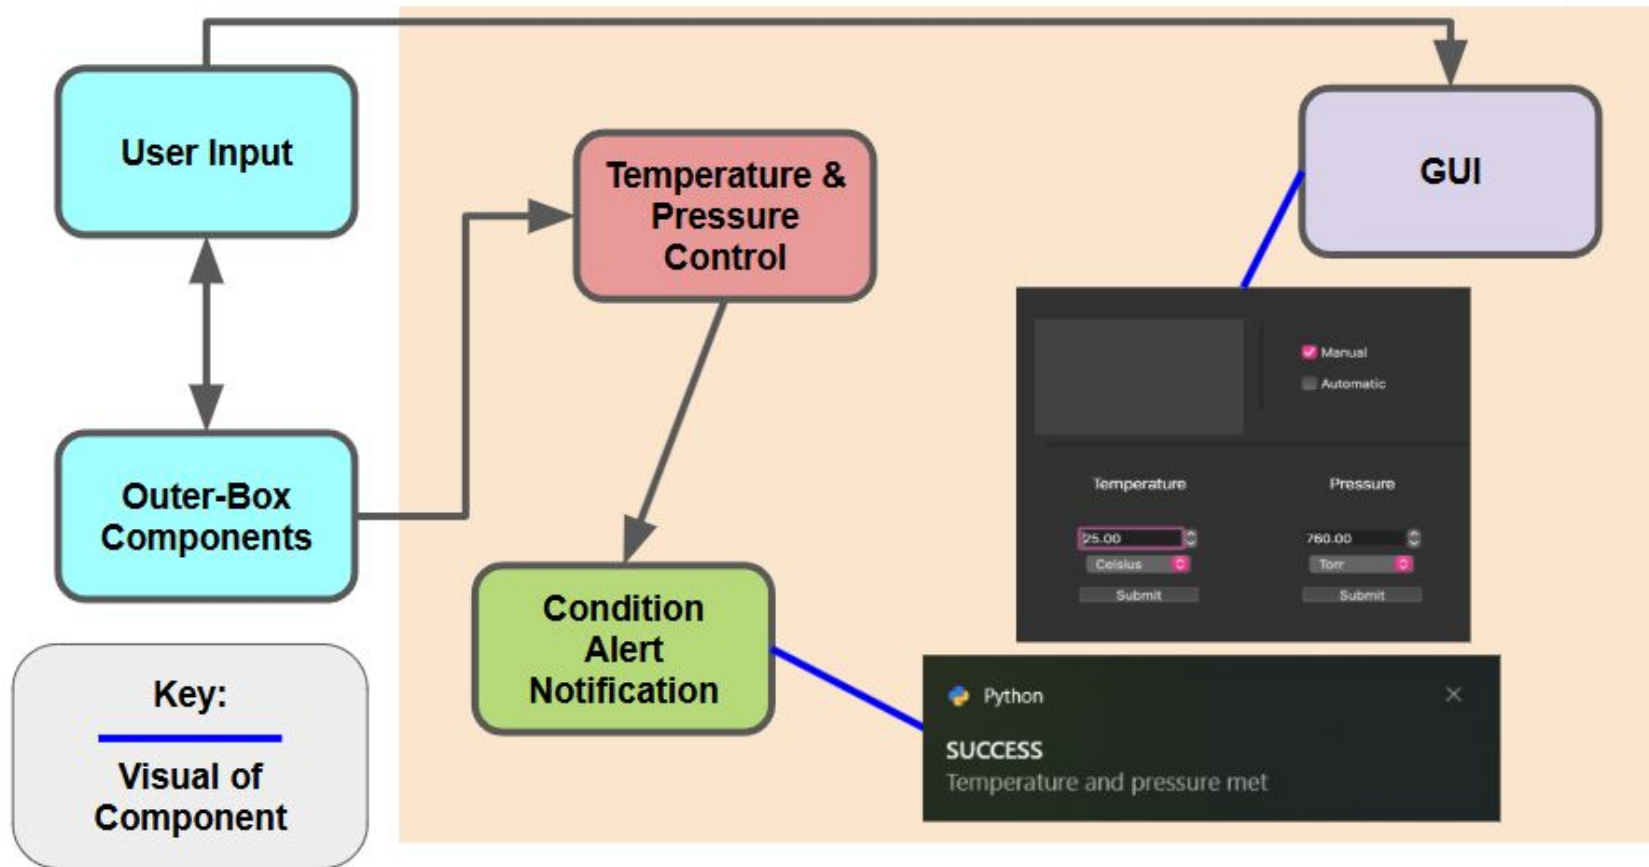 User Input
Temperature &
Pressure
Control
GUI
Manual
Automatic
Outer-Box
Components
Temperature
Pressure
25.00
760.00
Celsius
Torr
Submit
Submit
Condition
Alert
Notification
Key:
Visual of
Component
Python
SUCCESS
Temperature and pressure met